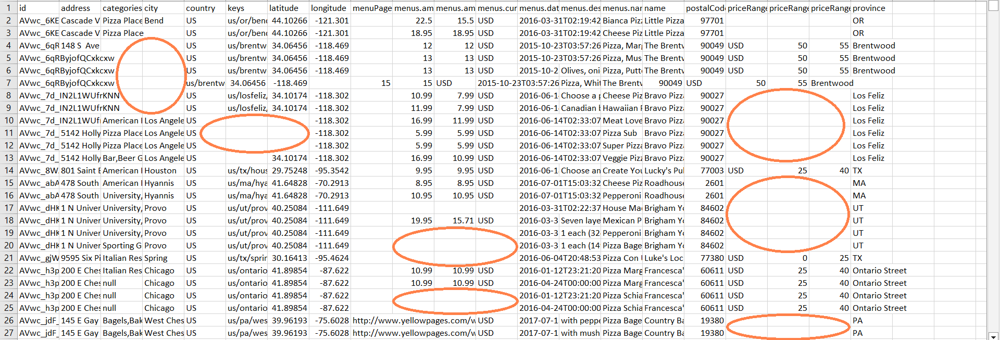 1 id address categories city country keys latitude longitude menuPage menus.am menus.am menus.cur menus.dat menus.des menus.nar name postalCod priceRange priceRange priceRange province
2 AVwc_6KE Cascade V Pizza Place Bend US us/or/ben 44.10266 -121.301 22.5 15.5 USD 2016-03-31T02:19:42 Bianca Piz Little Pizza 97701 OR
3 AVwc_6KE Cascade V Pizza Place US us/or/ben 44.10266 -121.301 18.95 18.95 USD 2016-03-31T02:19:42 Cheese Piz Little Pizza 97701 OR
4 AVwc_6qR 148 S  Ave US us/brentw 34.06456 -118.469 12 12 USD 2015-10-23T03:57:26 Pizza, Mar The Brentv 90049 USD 50 55 Brentwood
5 AVwc_6qRByjofQCxkcxw US us/brentw 34.06456 -118.469 13 13 USD 2015-10-23T03:57:26 Pizza, Mus The Brentv 90049 USD 50 55 Brentwood
6 AVwc_6qRByjofQCxkcxw US us/brentw 34.06456 -118.469 13 13 USD 2015-10-2 Olives, oni Pizza, Putt The Brentv 90049 USD 50 55 Brentwood
7 AVwc_6qRByjofQCxkcxw us/brentw 34.06456 -118.469 15 15 USD 2015-10-23T03:57:26 Pizza, Whit The Brentv 90049 USD 50 55 Brentwood
8 AVwc_7d_IN2L1WUfrKNN US us/losfeliz, 34.10174 -118.302 10.99 7.99 USD 2016-06-1 Choose a p Cheese Piz Bravo Pizz 90027 Los Feliz
9 AVwc_7d_IN2L1WUfrKNN US us/losfeliz, 34.10174 -118.302 11.99 7.99 USD 2016-06-1 Canadian b Hawaiian P Bravo Pizz 90027 Los Feliz
10 AVwc_7d_IN2L1WUf American I Los Angele US -118.302 16.99 11.99 USD 2016-06-14T02:33:07 Meat Love Bravo Pizz 90027 Los Feliz
11 AVwc_7d_ 5142 Holly Pizza Place Los Angele US -118.302 5.99 5.99 USD 2016-06-14T02:33:07 Pizza Sub Bravo Pizz 90027 Los Feliz
12 AVwc_7d_ 5142 Holly Pizza Place Los Angele US -118.302 5.99 5.99 USD 2016-06-14T02:33:07 Super Pizza Bravo Pizz 90027 Los Feliz
13 AVwc_7d_ 5142 Holly Bar,Beer G Los Angele US 34.10174 -118.302 16.99 10.99 USD 2016-06-14T02:33:07 Veggie Piz Bravo Pizz 90027 Los Feliz
14 AVwc_8W 801 Saint E American I Houston US us/tx/hous 29.75248 -95.3542 9.95 9.95 USD 2016-06-1 Choose an Create You Lucky's Pul 77003 USD 25 40 TX
15 AVwc_abA 478 South American I Hyannis US us/ma/hya 41.64828 -70.2913 8.95 8.95 USD 2016-07-01T15:03:32 Cheese Piz Roadhouse 2601 MA
16 AVwc_abA 478 South University, Hyannis US us/ma/hya 41.64828 -70.2913 10.95 10.95 USD 2016-07-01T15:03:32 Pepperoni Roadhouse 2601 MA
17 AVwc_dHK 1 N Univer University, Provo US us/ut/prov 40.25084 -111.649 2016-03-31T02:22:37 House Mac Brigham Yo 84602 UT
18 AVwc_dHK 1 N Univer University, Provo US us/ut/prov 40.25084 -111.649 19.95 15.71 USD 2016-03-3 Seven laye Mexican P Brigham Yo 84602 UT
19 AVwc_dHK 1 N Univer University, Provo US us/ut/prov 40.25084 -111.649 2016-03-3 1 each (32 Pepperoni Brigham Yo 84602 UT
20 AVwc_dHK 1 N Univer Sporting G Provo US us/ut/prov 40.25084 -111.649 2016-03-3 1 each (14 Pizza Bage Brigham Yo 84602 UT
21 AVwc_gjW 9595 Six Pi Italian Res Spring US us/tx/sprir 30.16413 -95.4624 2016-06-04T20:48:53 Pizza Con Luke's Loc 77380 USD 0 25 TX
22 AVwc_h3p 200 E Ches Italian Res Chicago US us/ontario 41.89854 -87.622 10.99 10.99 USD 2016-01-12T23:21:20 Pizza Marg Francesca' 60611 USD 25 40 Ontario Street
23 AVwc_h3p 200 E Ches null Chicago US us/ontario 41.89854 -87.622 10.99 10.99 USD 2016-04-24T00:00:00 Pizza Marg Francesca' 60611 USD 25 40 Ontario Street
24 AVwc_h3p 200 E Ches null Chicago US us/ontario 41.89854 -87.622 2016-01-12T23:21:20 Pizza Schia Francesca' 60611 USD 25 40 Ontario Street
25 AVwc_h3p 200 E Ches null Chicago US us/ontario 41.89854 -87.622 2016-04-24T00:00:00 Pizza Schia Francesca' 60611 USD 25 40 Ontario Street
26 AVwc_jdF_ 145 E Gay Bagels,Bak West Ches US us/pa/wes 39.96193 -75.6028 http://www.yellowpages.com/w USD 2017-07-1 with peppe Pizza Bage Country Ba 19380 PA
27 AVwc_jdF_ 145 E Gay Bagels,Bak West Ches US us/pa/wes 39.96193 -75.6028 http://www.yellowpages.com/w USD 2017-07-1 with mush Pizza Bage Country Ba 19380 PA